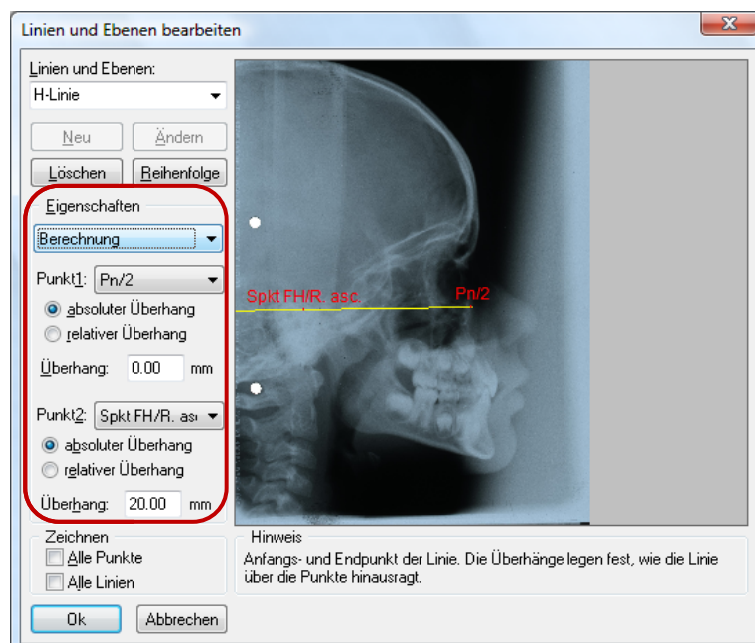 Linien und Ebenen bearbeiten
Linien und Ebenen:
H-Linie
Neu
Ändern
Löschen
Reihenfolge
Eigenschaften
Berechnung
Punkt1: Pn/2
absoluter Überhang
relativer Überhang
Überhang: 0.00 mm
Punkt2: Spkt FH/R. as
absoluter Überhang
relativer Überhang
Überhang: 20.00 mm
Zeichnen
Alle Punkte
Alle Linien
Ok
Abbrechen
Spkt FH/R. asc.
Pn/2
Hinweis
Anfangs- und Endpunkt der Linie. Die Überhänge legen fest, wie die Linie
über die Punkte hinausragt.